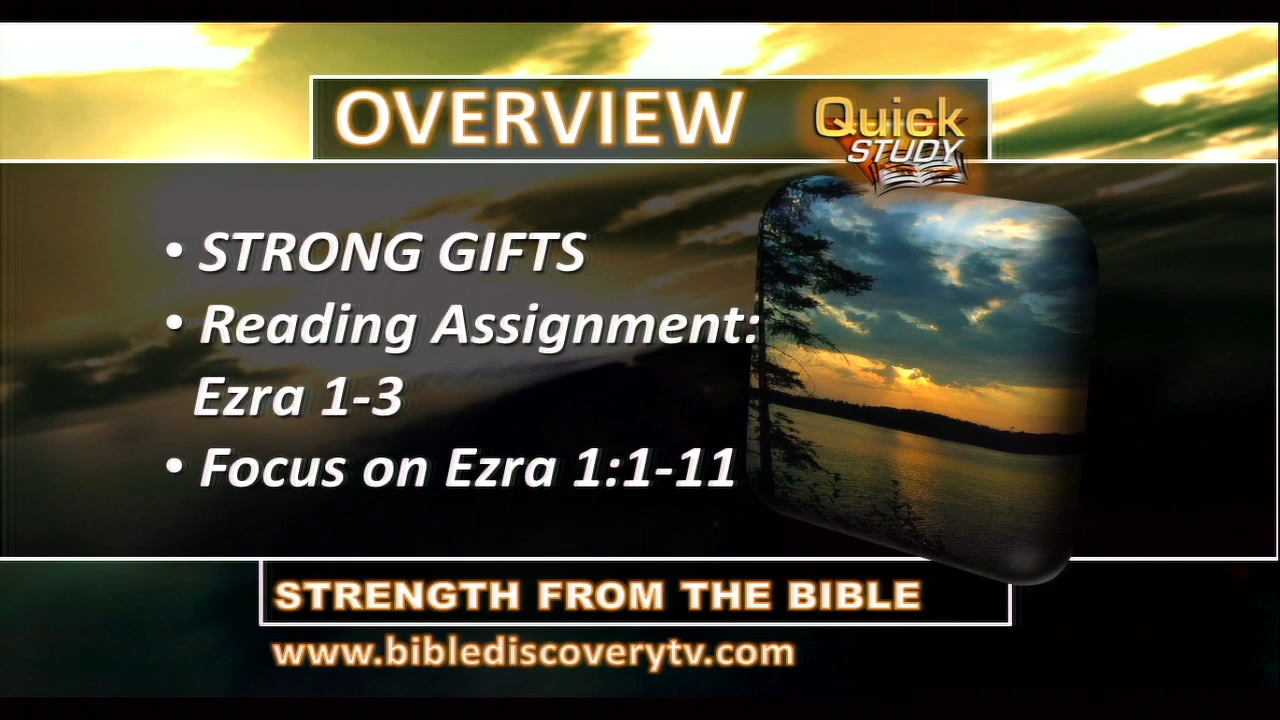 OVERVIEW
Quick
STUDY
• STRONG GIFTS
• Reading Assignment:
Ezra 1-3
• Focus on Ezra 1:1-11
STRENGTH FROM THE BIBLE
www.biblediscoverytv.com